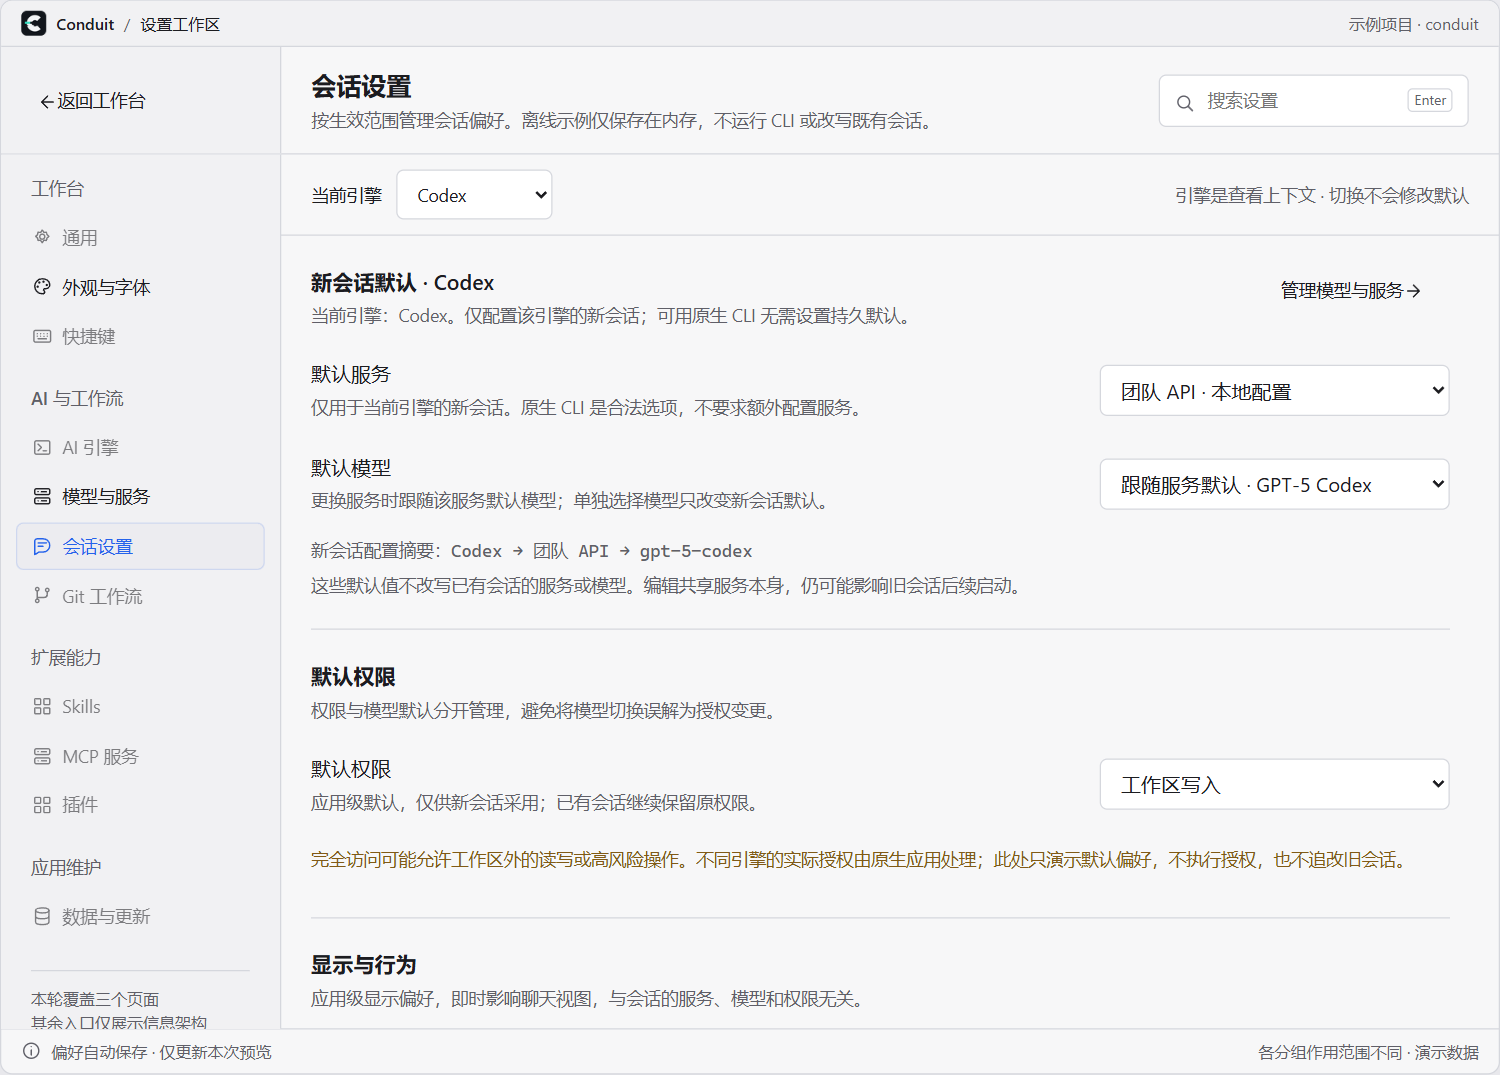 Conduit / 设置工作区
示例项目 · conduit
返回工作台
会话设置
按生效范围管理会话偏好。离线示例仅保存在内存，不运行 CLI 或改写既有会话。
搜索设置
Enter
当前引擎
Codex
引擎是查看上下文 · 切换不会修改默认
工作台
通用
外观与字体
快捷键
AI 与工作流
AI 引擎
模型与服务
会话设置
Git 工作流
扩展能力
Skills
MCP 服务
插件
应用维护
数据与更新
本轮覆盖三个页面
其余入口仅展示信息架构
新会话默认 · Codex
当前引擎：Codex。仅配置该引擎的新会话；可用原生 CLI 无需设置持久默认。
管理模型与服务→
默认服务
仅用于当前引擎的新会话。原生 CLI 是合法选项，不要求额外配置服务。
团队 API · 本地配置
默认模型
更换服务时跟随该服务默认模型；单独选择模型只改变新会话默认。
跟随服务默认 · GPT-5 Codex
新会话配置摘要：Codex → 团队 API → gpt-5-codex
这些默认值不改写已有会话的服务或模型。编辑共享服务本身，仍可能影响旧会话后续启动。
默认权限
权限与模型默认分开管理，避免将模型切换误解为授权变更。
默认权限
应用级默认，仅供新会话采用；已有会话继续保留原权限。
工作区写入
完全访问可能允许工作区外的读写或高风险操作。不同引擎的实际授权由原生应用处理；此处只演示默认偏好，不执行授权，也不追改旧会话。
显示与行为
应用级显示偏好，即时影响聊天视图，与会话的服务、模型和权限无关。
偏好自动保存 · 仅更新本次预览
各分组作用范围不同 · 演示数据